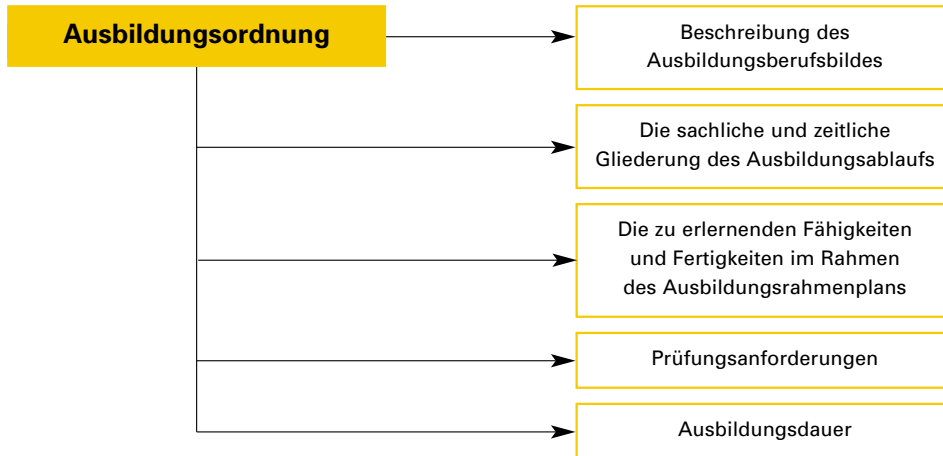 Ausbildungsordnung
Beschreibung des
Ausbildungsberufsbildes
Die sachliche und zeitliche
Gliederung des Ausbildungsablaufs
Die zu erlernenden Fähigkeiten
und Fertigkeiten im Rahmen
des Ausbildungsrahmenplans
Prüfungsanforderungen
Ausbildungsdauer